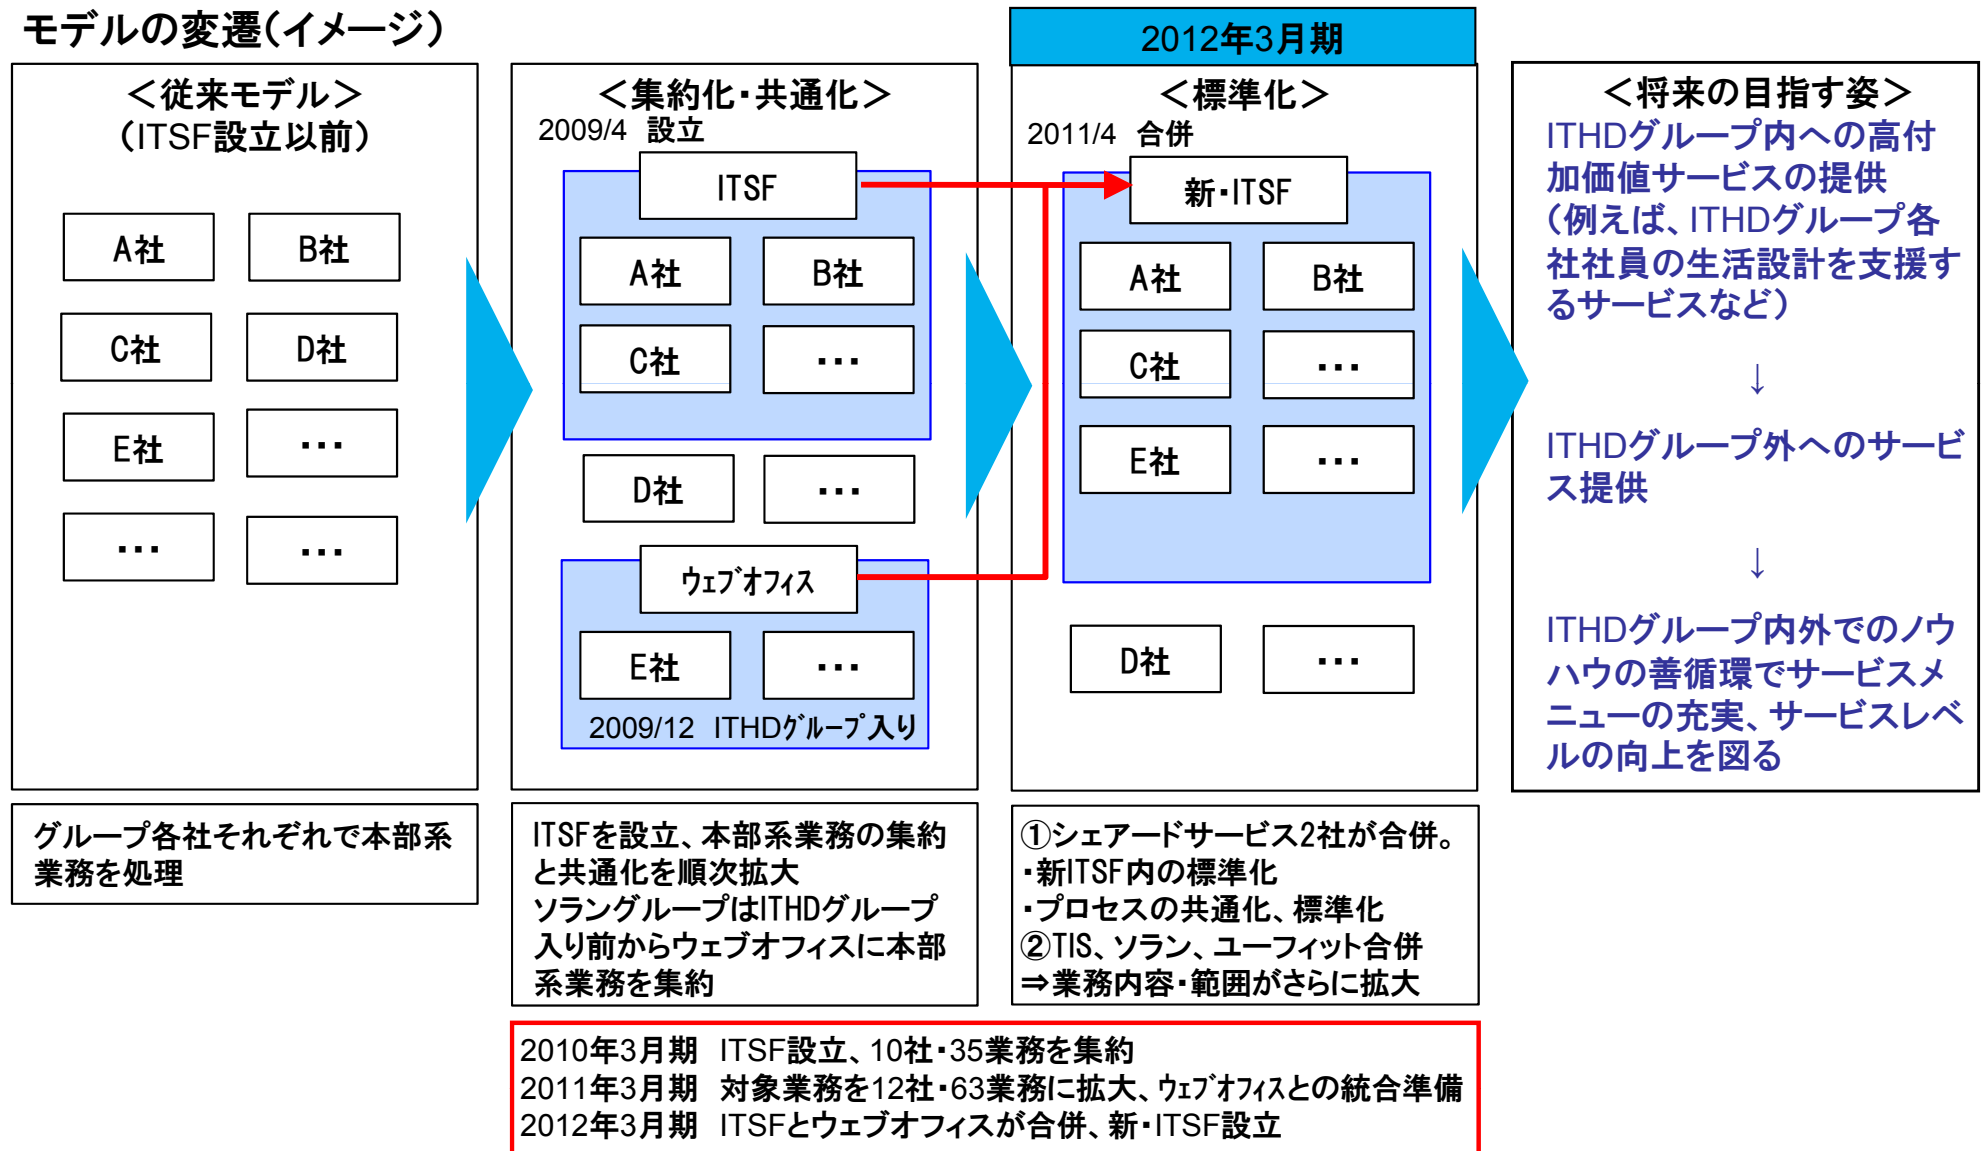 モデルの変遷(イメージ)
<従来モデル>
(ITSF設立以前)
A社
B社
C社
D社
E社
・・・
・・・
・・・
グループ各社それぞれで本部系
業務を処理
<集約化・共通化>
2009/4 設立
ITSF
A社
B社
C社
・・・
D社
・・・
ウェブオフィス
E社
・・・
2009/12 ITHDグループ入り
ITSFを設立、本部系業務の集約
と共通化を順次拡大
ソラングループはITHDグループ
入り前からウェブオフィスに本部
系業務を集約
2012年3月期
<標準化>
2011/4 合併
新・ITSF
A社
B社
C社
・・・
E社
・・・
D社
・・・
①シェアードサービス2社が合併。
・新ITSF内の標準化
・プロセスの共通化、標準化
②TIS、ソラン、ユーフィット合併
⇒業務内容・範囲がさらに拡大
<将来の目指す姿>
ITHDグループ内への高付
加価値サービスの提供
(例えば、ITHDグループ各
社社員の生活設計を支援す
るサービスなど)
↓
ITHDグループ外へのサービ
ス提供
↓
ITHDグループ内外でのノウ
ハウの善循環でサービスメ
ニューの充実、サービスレベ
ルの向上を図る
2010年3月期 ITSF設立、10社・35業務を集約
2011年3月期 対象業務を12社・63業務に拡大、ウェブオフィスとの統合準備
2012年3月期 ITSFとウェブオフィスが合併、新・ITSF設立